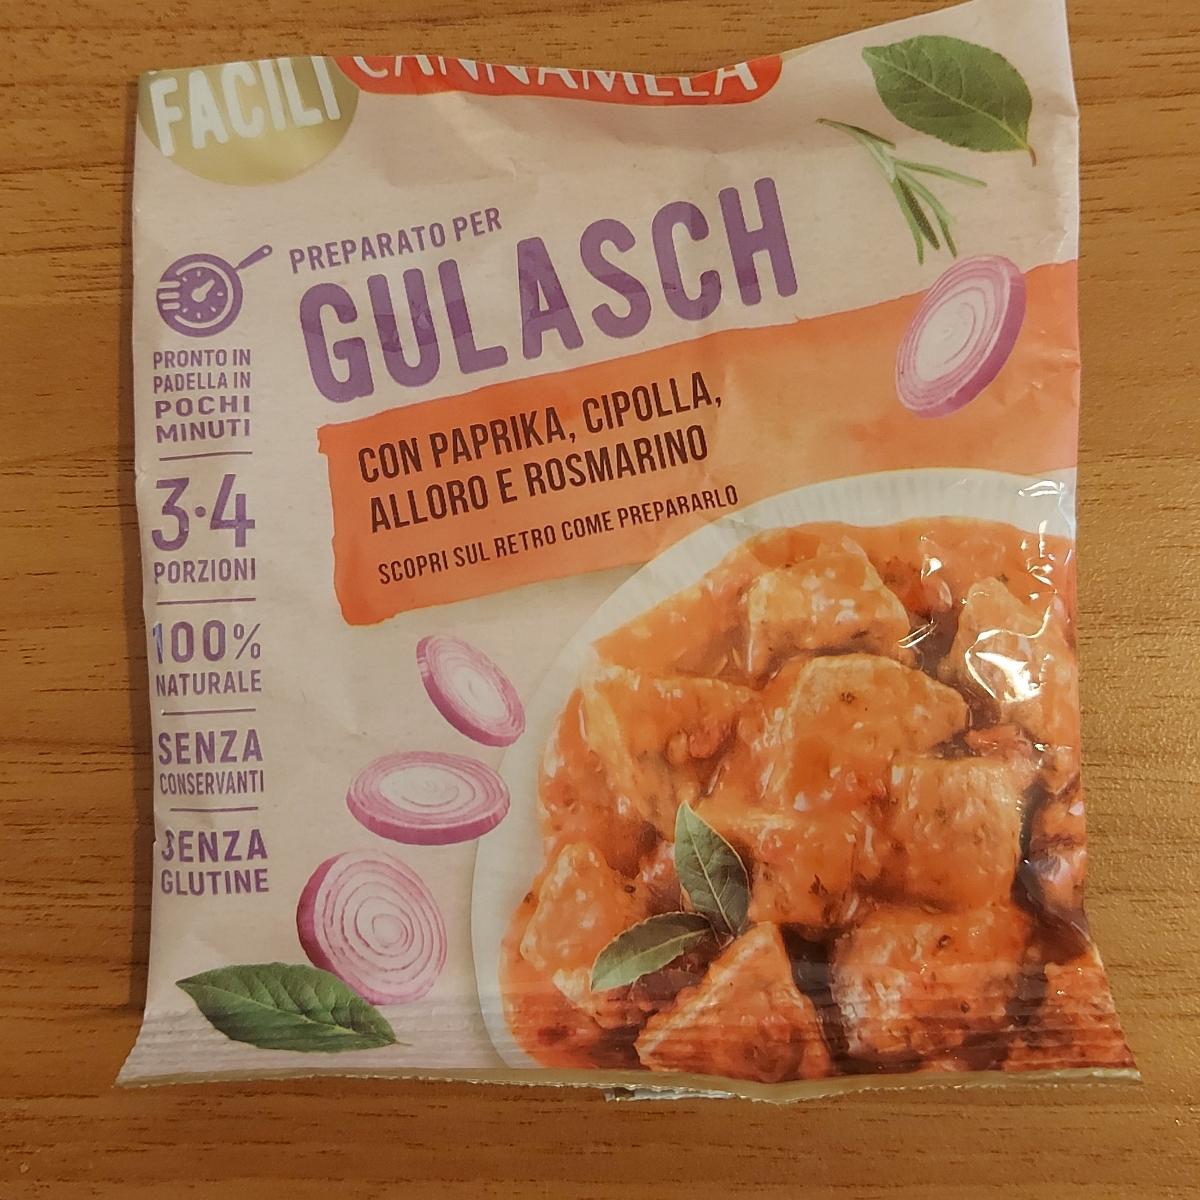 FACILI
CANNAMELA
PREPARATO PER
GULASCH
CON PAPRIKA, CIPOLLA,
ALLORO E ROSMARINO
SCOPRI SUL RETRO COME PREPARARLO
PRONTO IN
PADELLA IN
POCHI
MINUTI
3·4
PORZIONI
100%
NATURALE
SENZA
CONSERVANTI
SENZA
GLUTINE